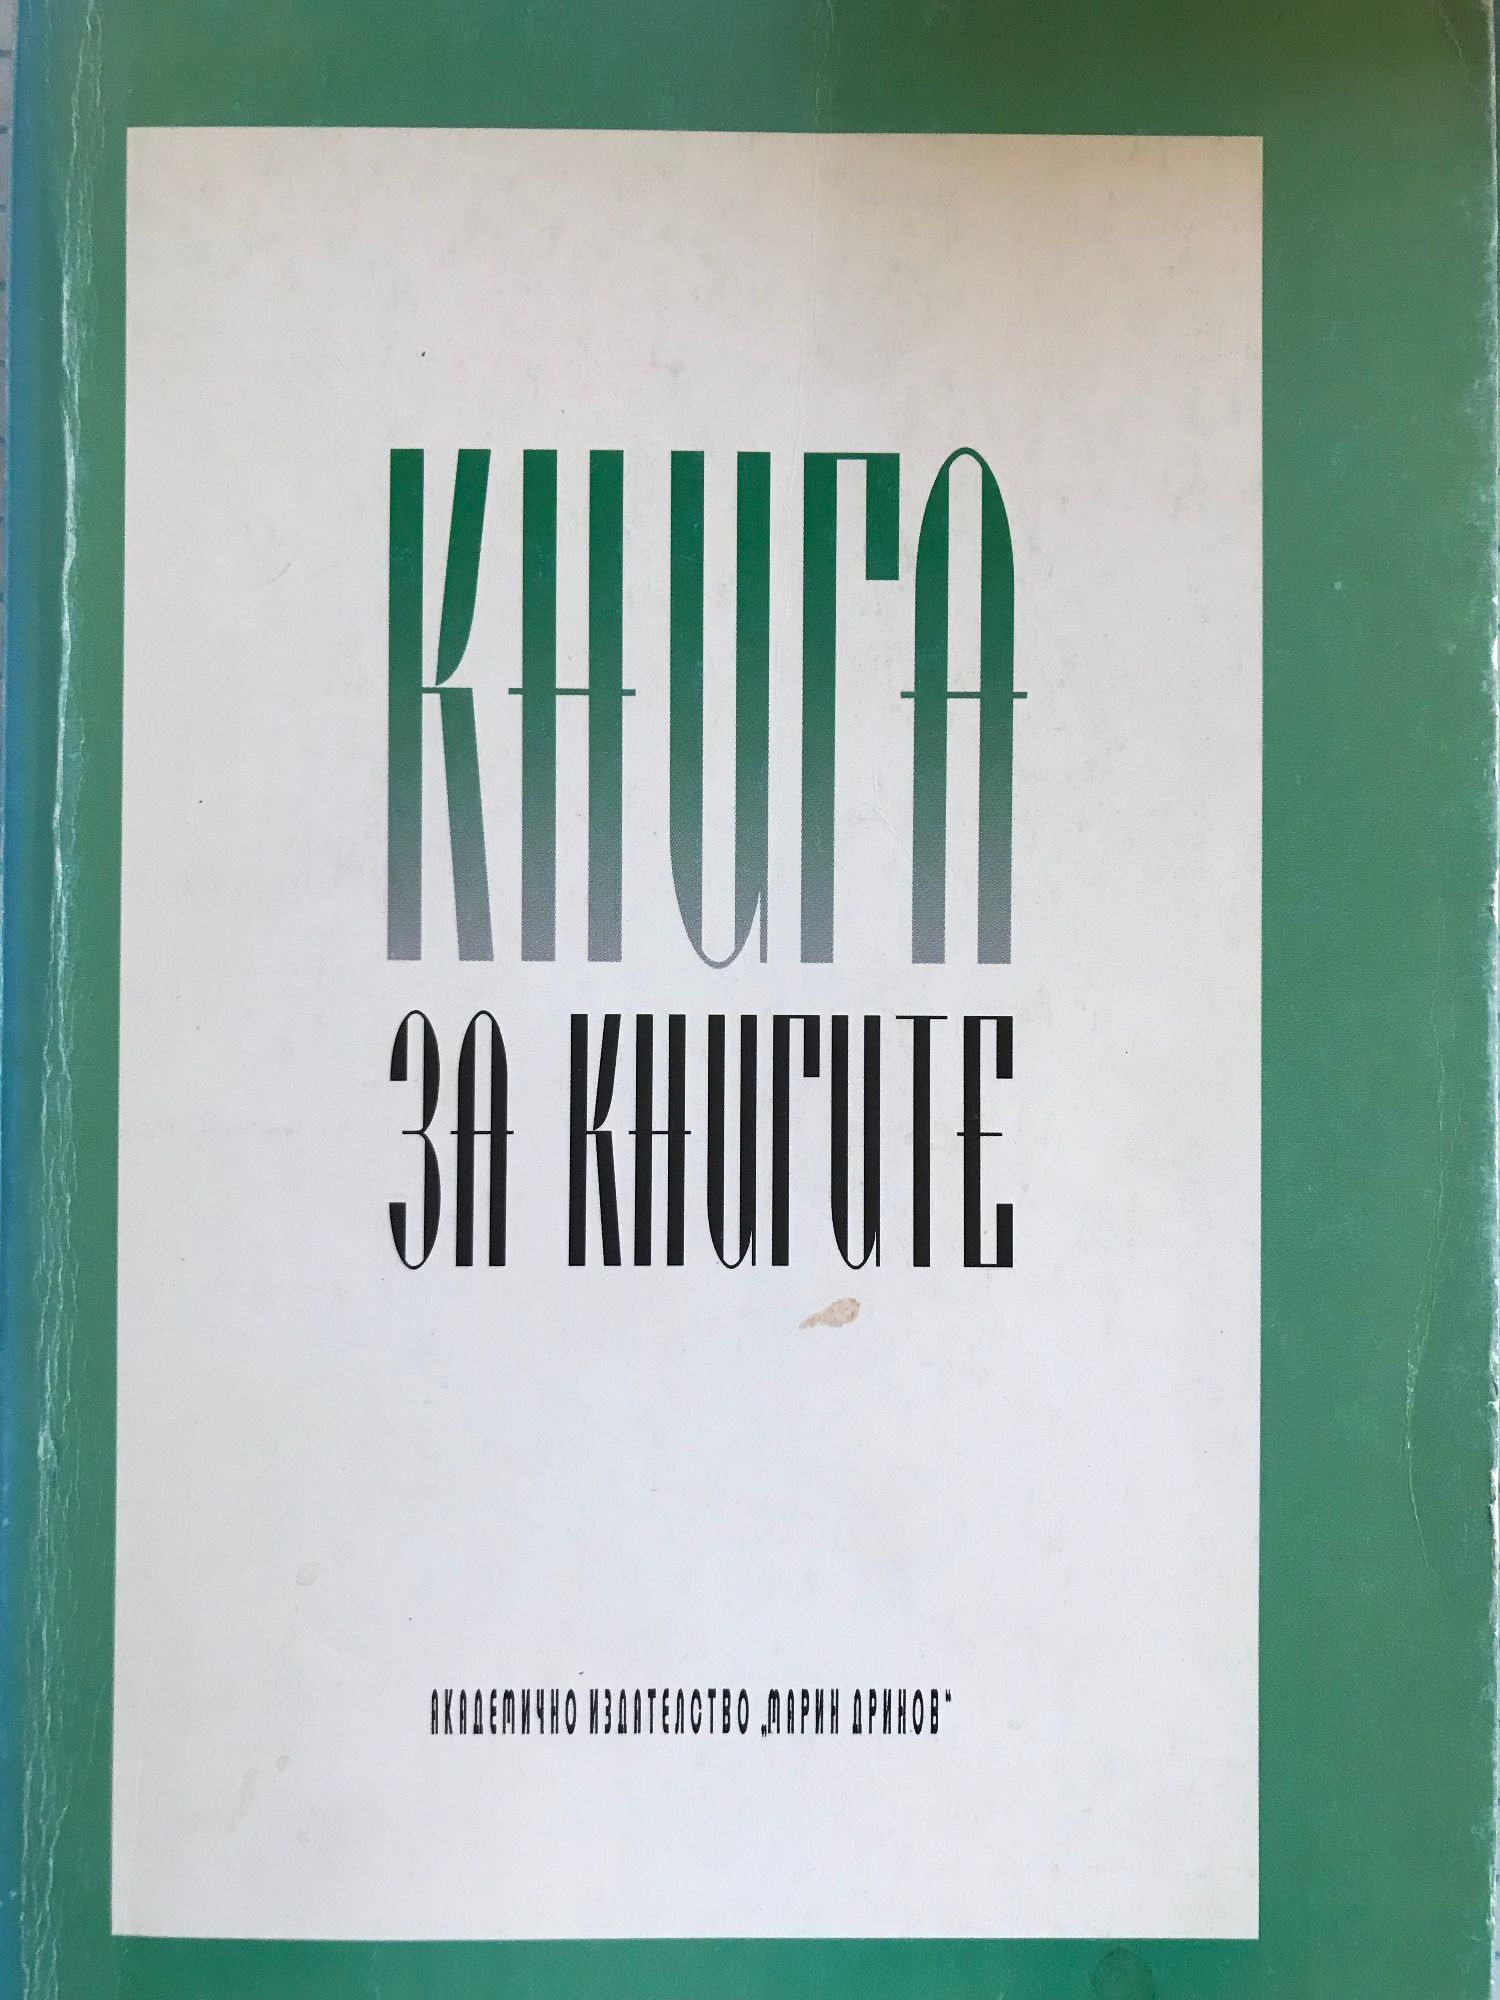 КНИГА
ЗА КНИГИТЕ
АКАДЕМИЧНО ИЗДАТЕЛСТВО „МАРИН ДРИНОВ“